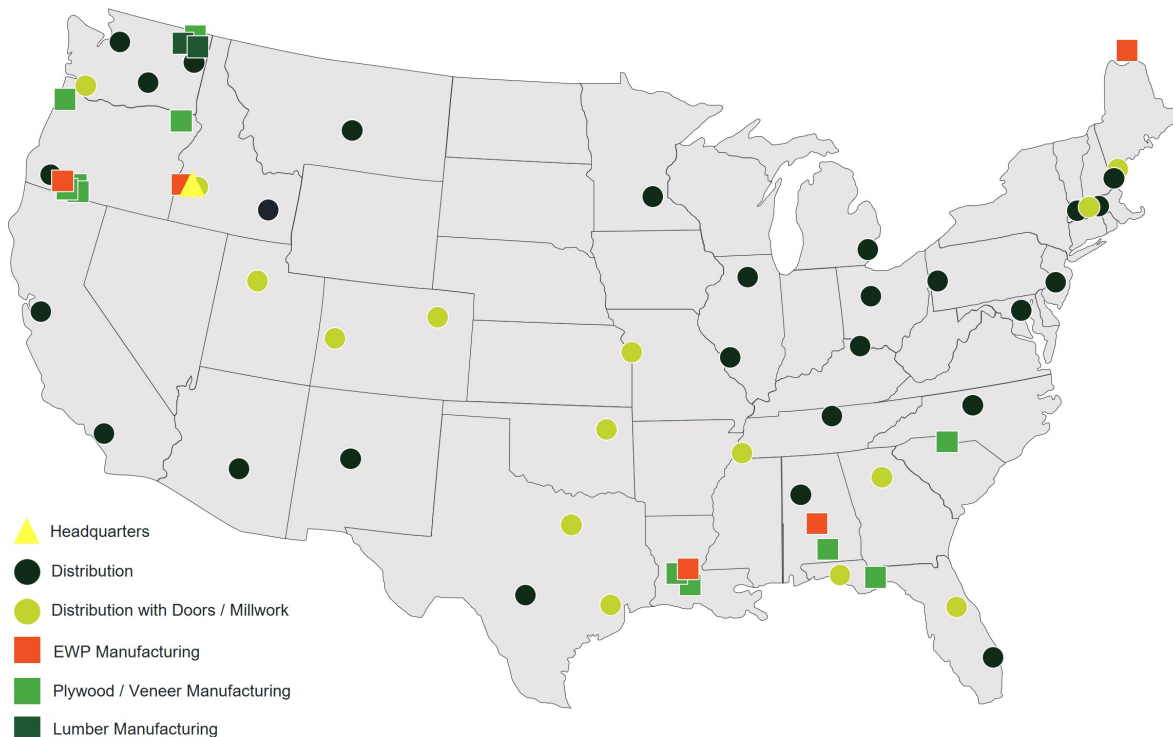 Headquarters
Distribution
Distribution with Doors / Millwork
EWP Manufacturing
Plywood / Veneer Manufacturing
Lumber Manufacturing